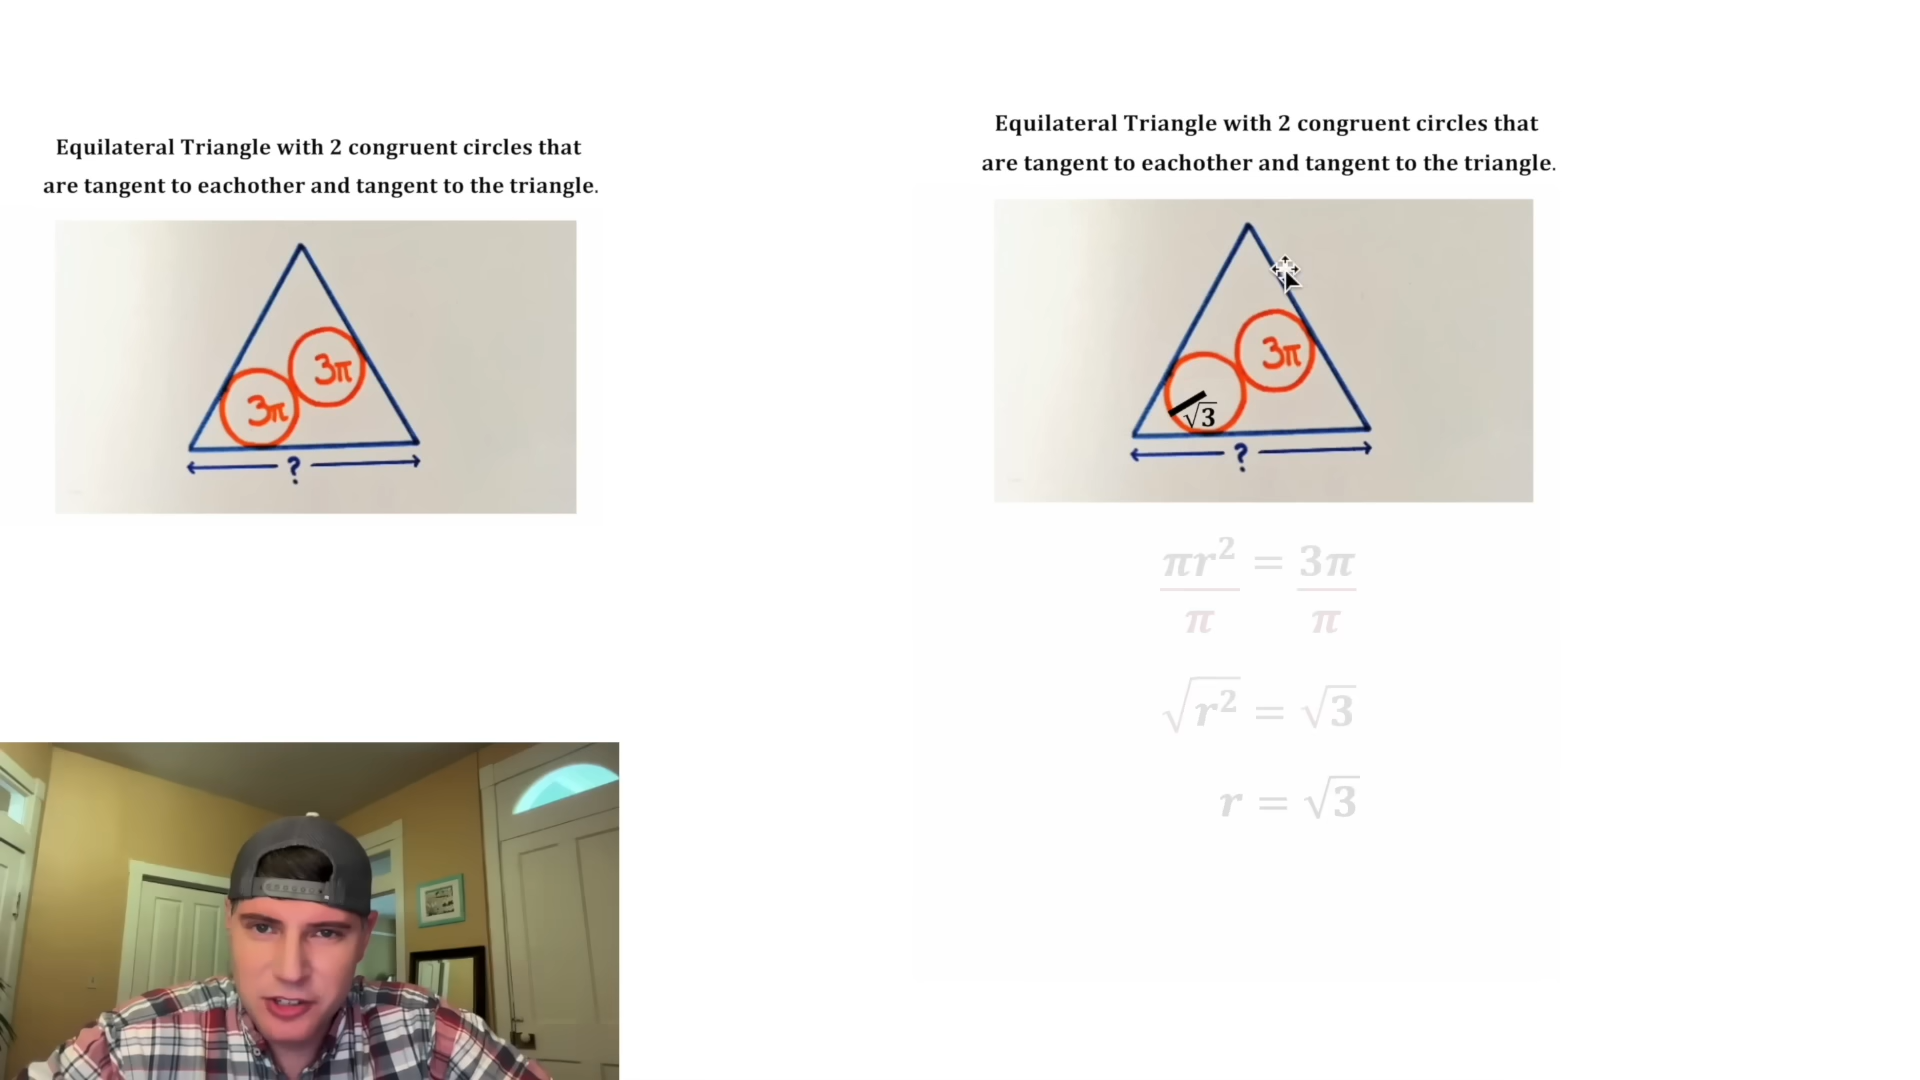 Equilateral Triangle with 2 congruent circles that
are tangent to eachother and tangent to the triangle.
3π
3π
?
Equilateral Triangle with 2 congruent circles that
are tangent to eachother and tangent to the triangle.
3π
√3
?
πr² = 3π
π π
√r² = √3
r = √3